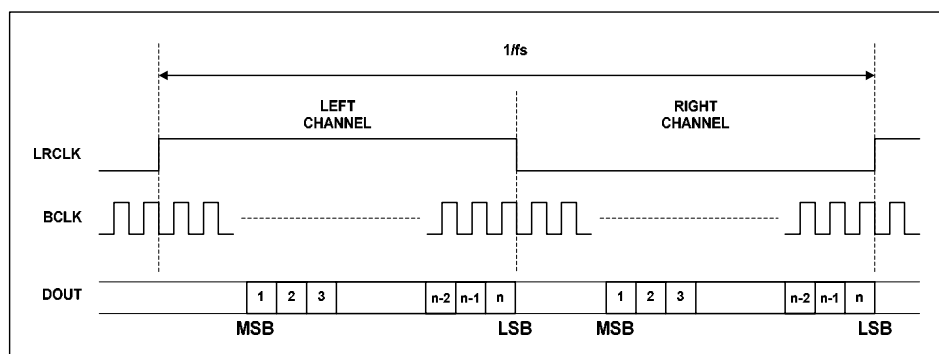 1/fs
LEFT
CHANNEL
RIGHT
CHANNEL
LRCLK
BCLK
DOUT
1 2 3 n-2 n-1 n 1 2 3 n-2 n-1 n
MSB LSB MSB LSB